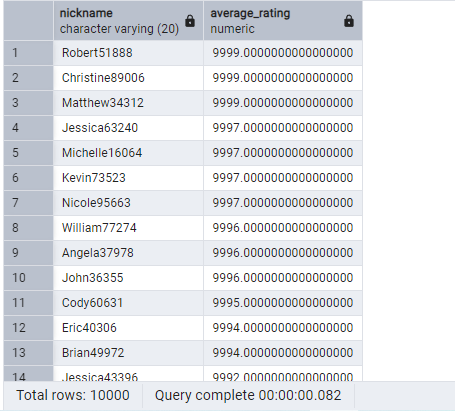 nickname average_rating
character varying (20) numeric
1 Robert51888 9999.0000000000000000
2 Christine89006 9999.0000000000000000
3 Matthew34312 9999.0000000000000000
4 Jessica63240 9997.0000000000000000
5 Michelle16064 9997.0000000000000000
6 Kevin73523 9997.0000000000000000
7 Nicole95663 9997.0000000000000000
8 William77274 9996.0000000000000000
9 Angela37978 9996.0000000000000000
10 John36355 9996.0000000000000000
11 Cody60631 9995.0000000000000000
12 Eric40306 9994.0000000000000000
13 Brian49972 9994.0000000000000000
14 Jessica43396 9992.0000000000000000
Total rows: 10000 Query complete 00:00:00.082